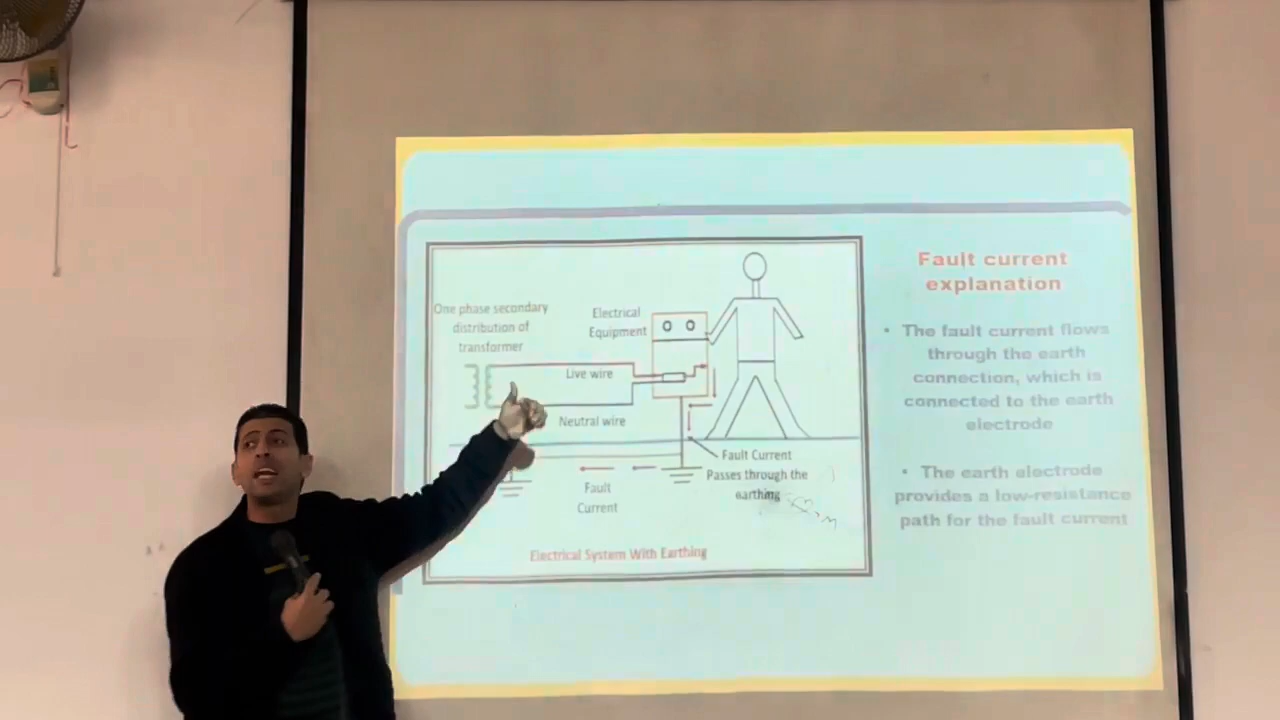 Fault current
explanation
One phase secondary
distribution of
transformer
Electrical
Equipment
Live wire
Neutral wire
Fault Current
Passes through the
earthing
Fault
Current
Electrical System With Earthing
• The fault current flows
through the earth
connection, which is
connected to the earth
electrode
• The earth electrode
provides a low-resistance
path for the fault current